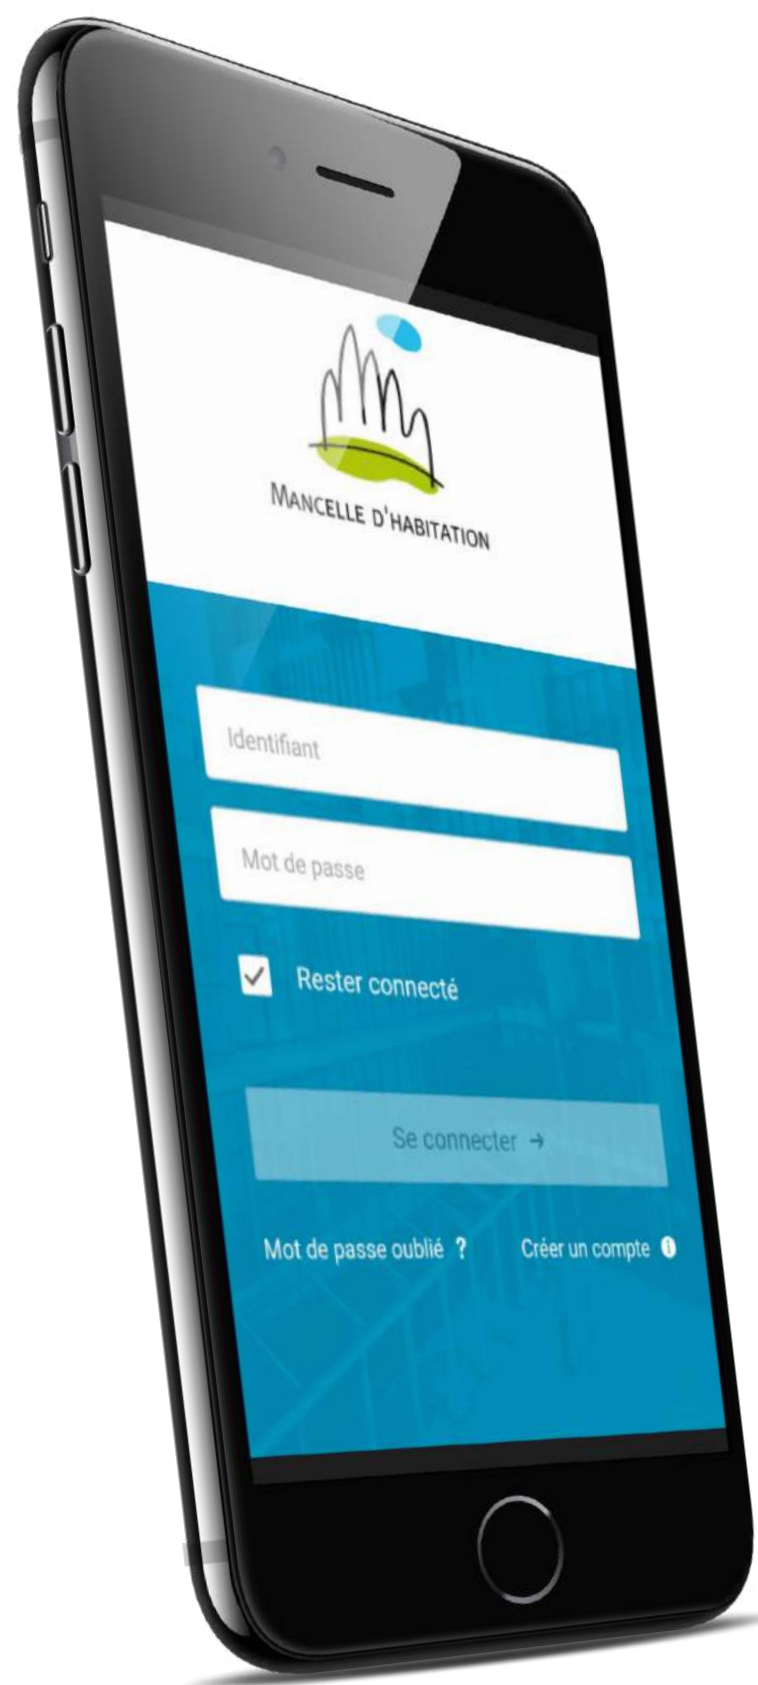 MANCELLE D'HABITATION
Identifiant
Mot de passe
Rester connecté
Se connecter →
Mot de passe oublié ?
Créer un compte